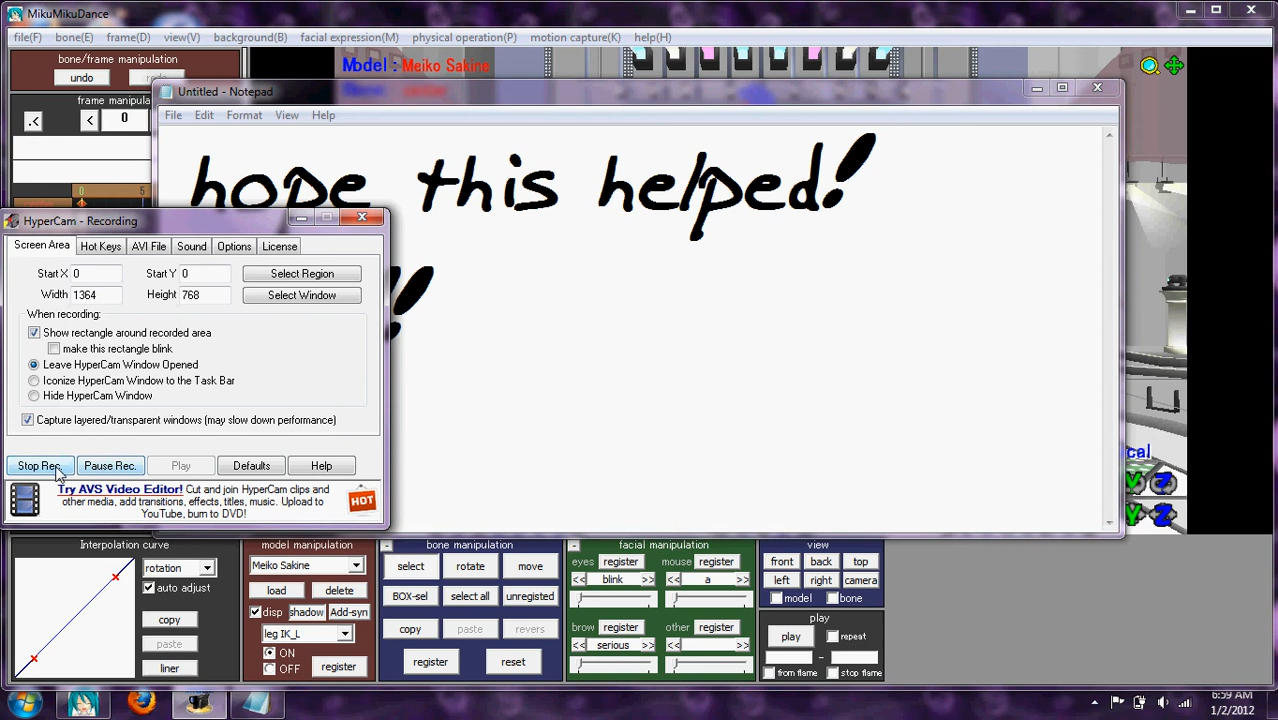 MikuMikuDance
file(F) bone(E) frame(D) view(V) background(B) facial expression(M) physical operation(P) motion capture(K) help(H)
bone/frame manipulation
undo
Model : Meiko Sakine
frame manipula
.< < 0
0 5
Untitled - Notepad
File Edit Format View Help
hope this helped!
!
HyperCam - Recording
Screen Area Hot Keys AVI File Sound Options License
Start X 0 Start Y 0 Select Region
Width 1364 Height 768 Select Window
When recording:
Show rectangle around recorded area
make this rectangle blink
Leave HyperCam Window Opened
Iconize HyperCam Window to the Task Bar
Hide HyperCam Window
Capture layered/transparent windows (may slow down performance)
Stop Rec. Pause Rec. Play Defaults Help
Try AVS Video Editor! Cut and join HyperCam clips and
other media, add transitions, effects, titles, music. Upload to
YouTube, burn to DVD!
HOT
cal
Y Z
Y Z
Interpolation curve
rotation
auto adjust
copy
paste
liner
model manipulation
Meiko Sakine
load delete
disp shadow Add-syn
leg IK_L
ON
OFF
register
- bone manipulation
select rotate move
BOX-sel select all unregisted
copy paste revers
register reset
- facial manipulation
eyes register mouse register
<< blink >> << a >>
brow register other register
<< serious >> << >>
view
front back top
left right camera
model bone
play
play repeat
-
from flame stop flame
6:59 AM
1/2/2012